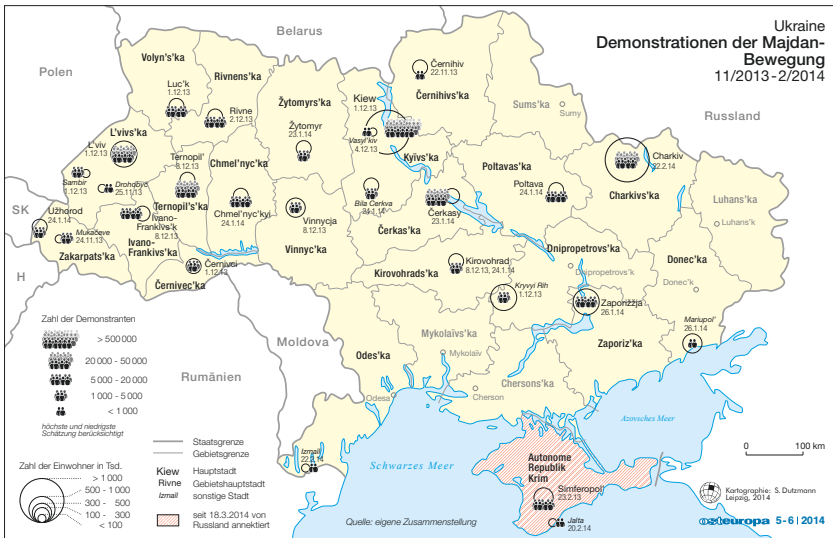 Ukraine
Demonstrationen der Majdan-
Bewegung
11/2013-2/2014
Belarus
Polen
Russland
SK
H
Moldova
Rumänien
Volyns'ka
Luc'k
1.12.13
Rivnens'ka
Rivne
2.12.13
Žytomyrs'ka
Žytomyr
23.1.14
Kiew
1.12.13
Vasyl'kiv
4.12.13
Kyïvs'ka
Černihiv
22.11.13
Černihivs'ka
Sums'ka
Sumy
L'vivs'ka
L'viv
1.12.13
Sambir
1.12.13
Drohobyč
25.11.13
Ternopil'
8.12.13
Ternopil's'ka
Chmel'nyc'ka
Chmel'nyc'kyi
24.1.14
Bila Cerkva
24.1.14
Vinnycja
8.12.13
Vinnyc'ka
Čerkasy
23.1.14
Čerkas'ka
Poltavas'ka
Poltava
24.1.14
Charkiv
22.2.14
Charkivs'ka
Luhans'ka
Luhans'k
Užhorod
24.1.14
Mukačeve
24.11.13
Zakarpats'ka
Ivano-
Frankivs'k
8.12.13
Ivano-
Frankivs'ka
Černivci
1.12.13
Černivec'ka
Kirovohrads'ka
Kirovohrad
8.12.13, 24.1.14
Kryvyi Rih
1.12.13
Dnipropetrovs'ka
Dnipropetrovs'k
Donec'ka
Donec'k
Zaporižžja
26.1.14
Zaporiz'ka
Mariupol'
26.1.14
Odes'ka
Odesa
Mykolaïvs'ka
Mykolaïv
Chersons'ka
Cherson
Izmail
22.2.14
Schwarzes Meer
Azovsches Meer
Autonome
Republik
Krim
Simferopol'
23.2.13
Jalta
20.2.14
Zahl der Demonstranten
> 500 000
20 000 - 50 000
5 000 - 20 000
1 000 - 5 000
< 1 000
höchste und niedrigste
Schätzung berücksichtigt
Zahl der Einwohner in Tsd.
> 1 000
500 - 1 000
300 - 500
100 - 300
< 100
Staatsgrenze
Gebietsgrenze
Kiew Hauptstadt
Rivne Gebietshauptstadt
Izmail sonstige Stadt
seit 18.3.2014 von
Russland annektiert
Quelle: eigene Zusammenstellung
0 100 km
Kartographie: S. Dutzmann
Leipzig, 2014
osteuropa 5-6 | 2014